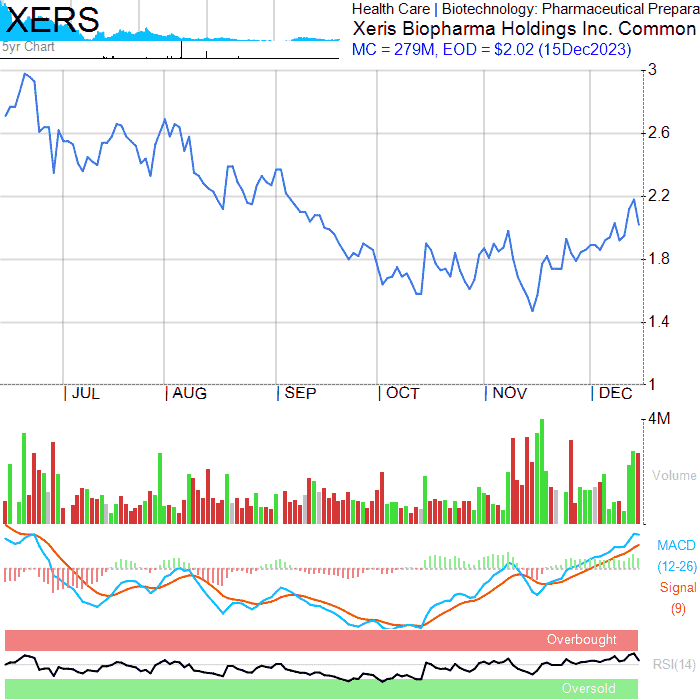 XERS
5yr Chart
Health Care | Biotechnology: Pharmaceutical Prepara
Xeris Biopharma Holdings Inc. Common
MC = 279M, EOD = $2.02 (15Dec2023)
3
2.6
2.2
1.8
1.4
1
JUL AUG SEP OCT NOV DEC
4M
Volume
MACD
(12-26)
Signal
(9)
Overbought
RSI(14)
Oversold